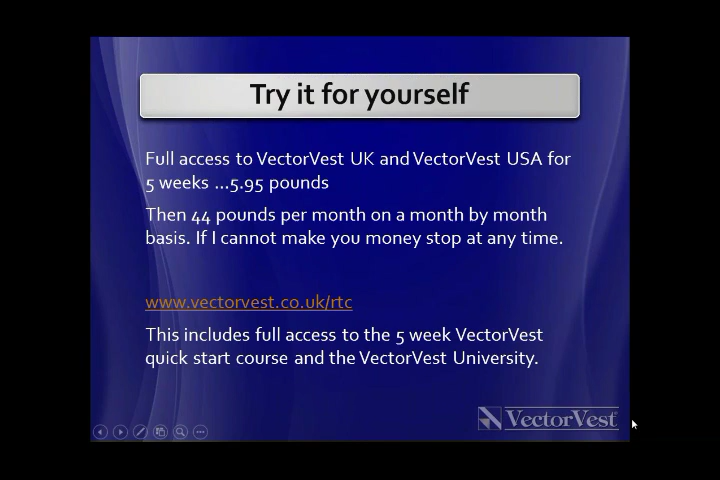 Try it for yourself
Full access to VectorVest UK and VectorVest USA for
5 weeks ...5.95 pounds
Then 44 pounds per month on a month by month
basis. If I cannot make you money stop at any time.
www.vectorvest.co.uk/rtc
This includes full access to the 5 week VectorVest
quick start course and the VectorVest University.
VectorVest